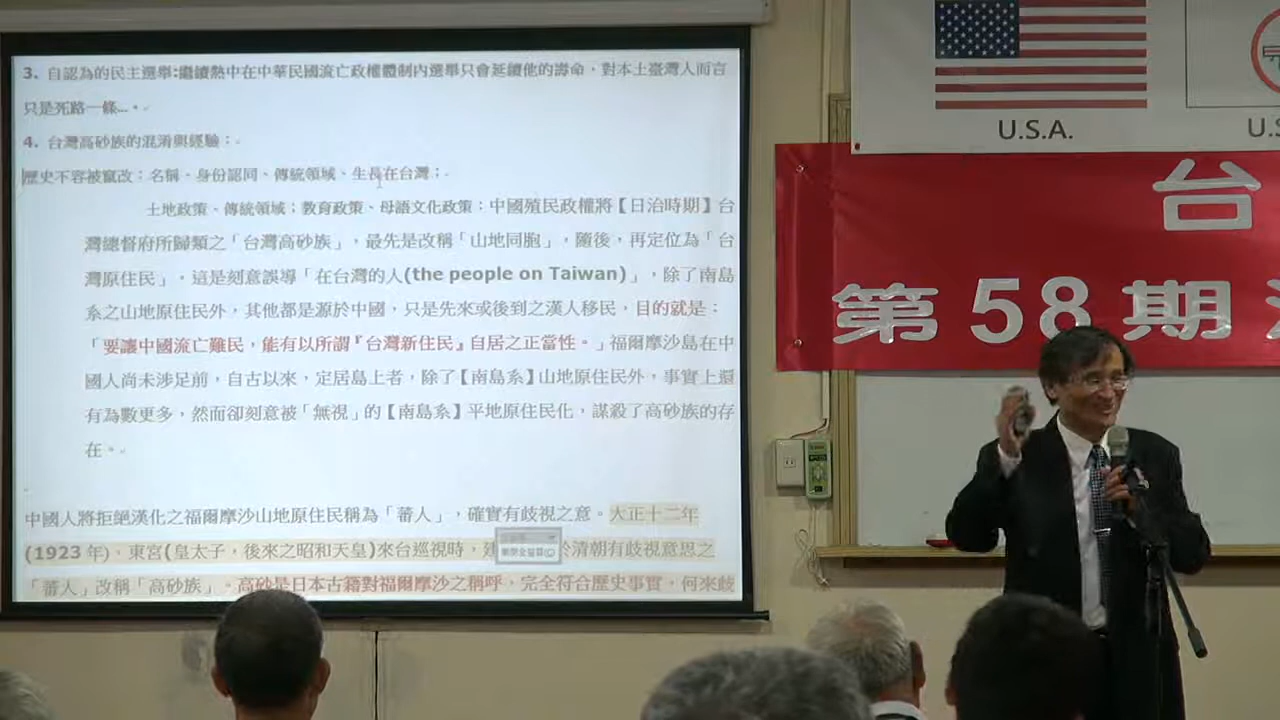 3. 自認為的民主選舉:繼續熱中在中華民國流亡政權體制內選舉只會延續他的壽命，對本土臺灣人而言
只是死路一條…。
4. 台灣高砂族的混淆與經驗：
歷史不容被竄改；名稱、身份認同、傳統領域、生長在台灣；
土地政策、傳統領域；教育政策、母語文化政策：中國殖民政權將【日治時期】台
灣總督府所歸類之「台灣高砂族」，最先是改稱「山地同胞」，隨後，再定位為「台
灣原住民」。這是刻意誤導「在台灣的人(the people on Taiwan)」，除了南島
系之山地原住民外，其他都是源於中國，只是先來或後到之漢人移民，目的就是：
「要讓中國流亡難民，能有以所謂『台灣新住民』自居之正當性。」福爾摩沙島在中
國人尚未涉足前，自古以來，定居島上者，除了【南島系】山地原住民外，事實上還
有為數更多，然而卻刻意被「無視」的【南島系】平地原住民化，謀殺了高砂族的存
在。
中國人將拒絕漢化之福爾摩沙山地原住民稱為「蕃人」，確實有歧視之意。大正十二年
(1923 年)，東宮(皇太子，後來之昭和天皇)來台巡視時，建 於清朝有歧視意思之
「蕃人」改稱「高砂族」。高砂是日本古籍對福爾摩沙之稱呼，完全符合歷史事實，何來歧
U.S.A.
U.S
台
第 58 期